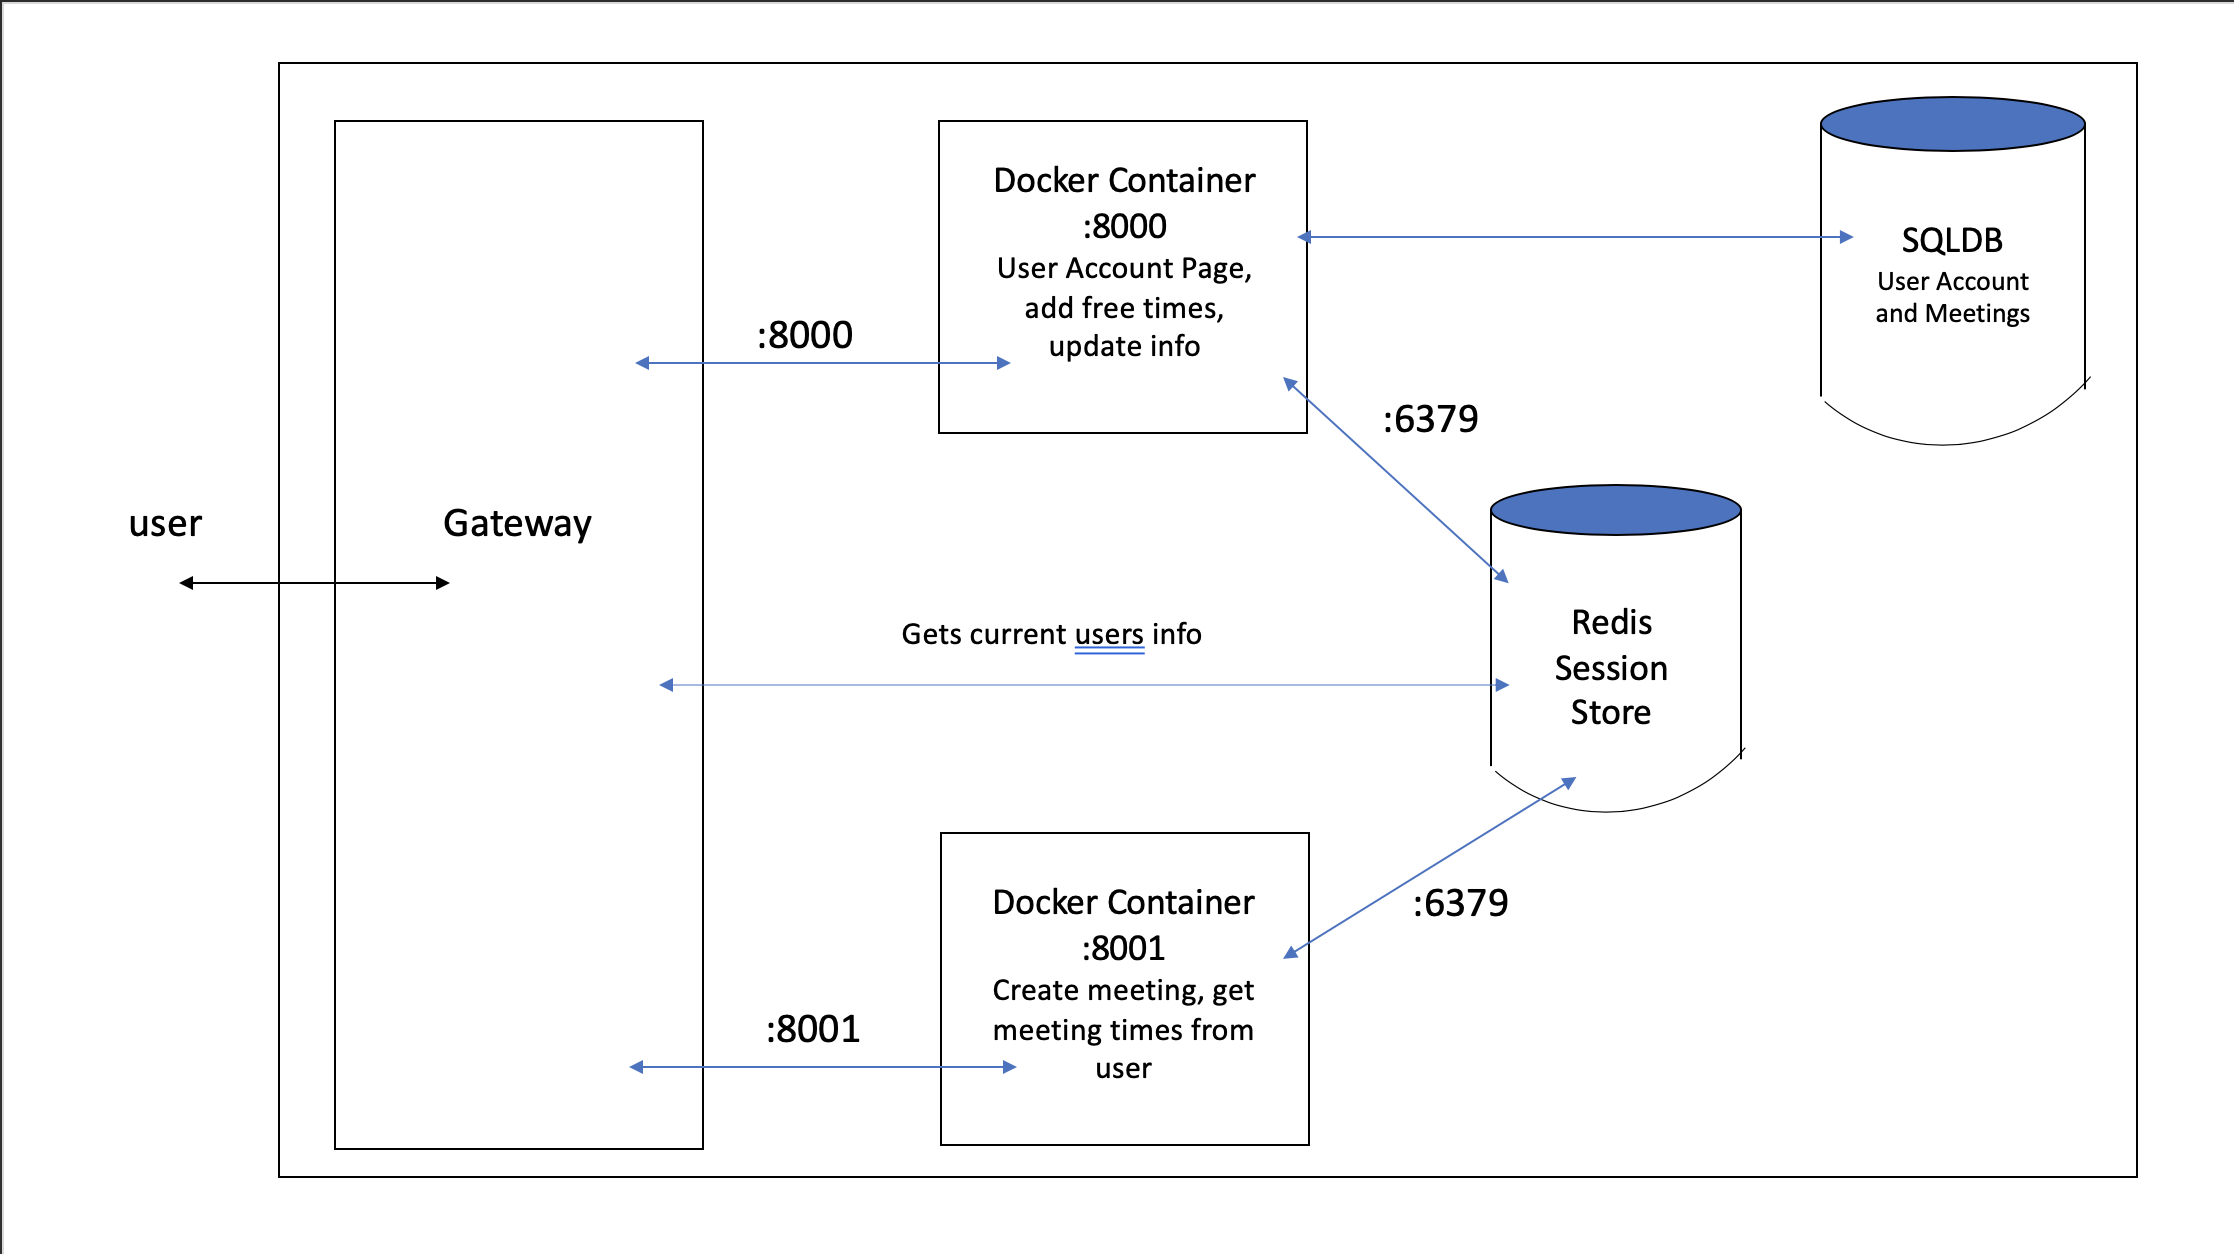 user
Gateway
:8000
Docker Container
:8000
User Account Page,
add free times,
update info
SQLDB
User Account
and Meetings
:6379
Gets current users info
Redis
Session
Store
:6379
Docker Container
:8001
Create meeting, get
meeting times from
user
:8001